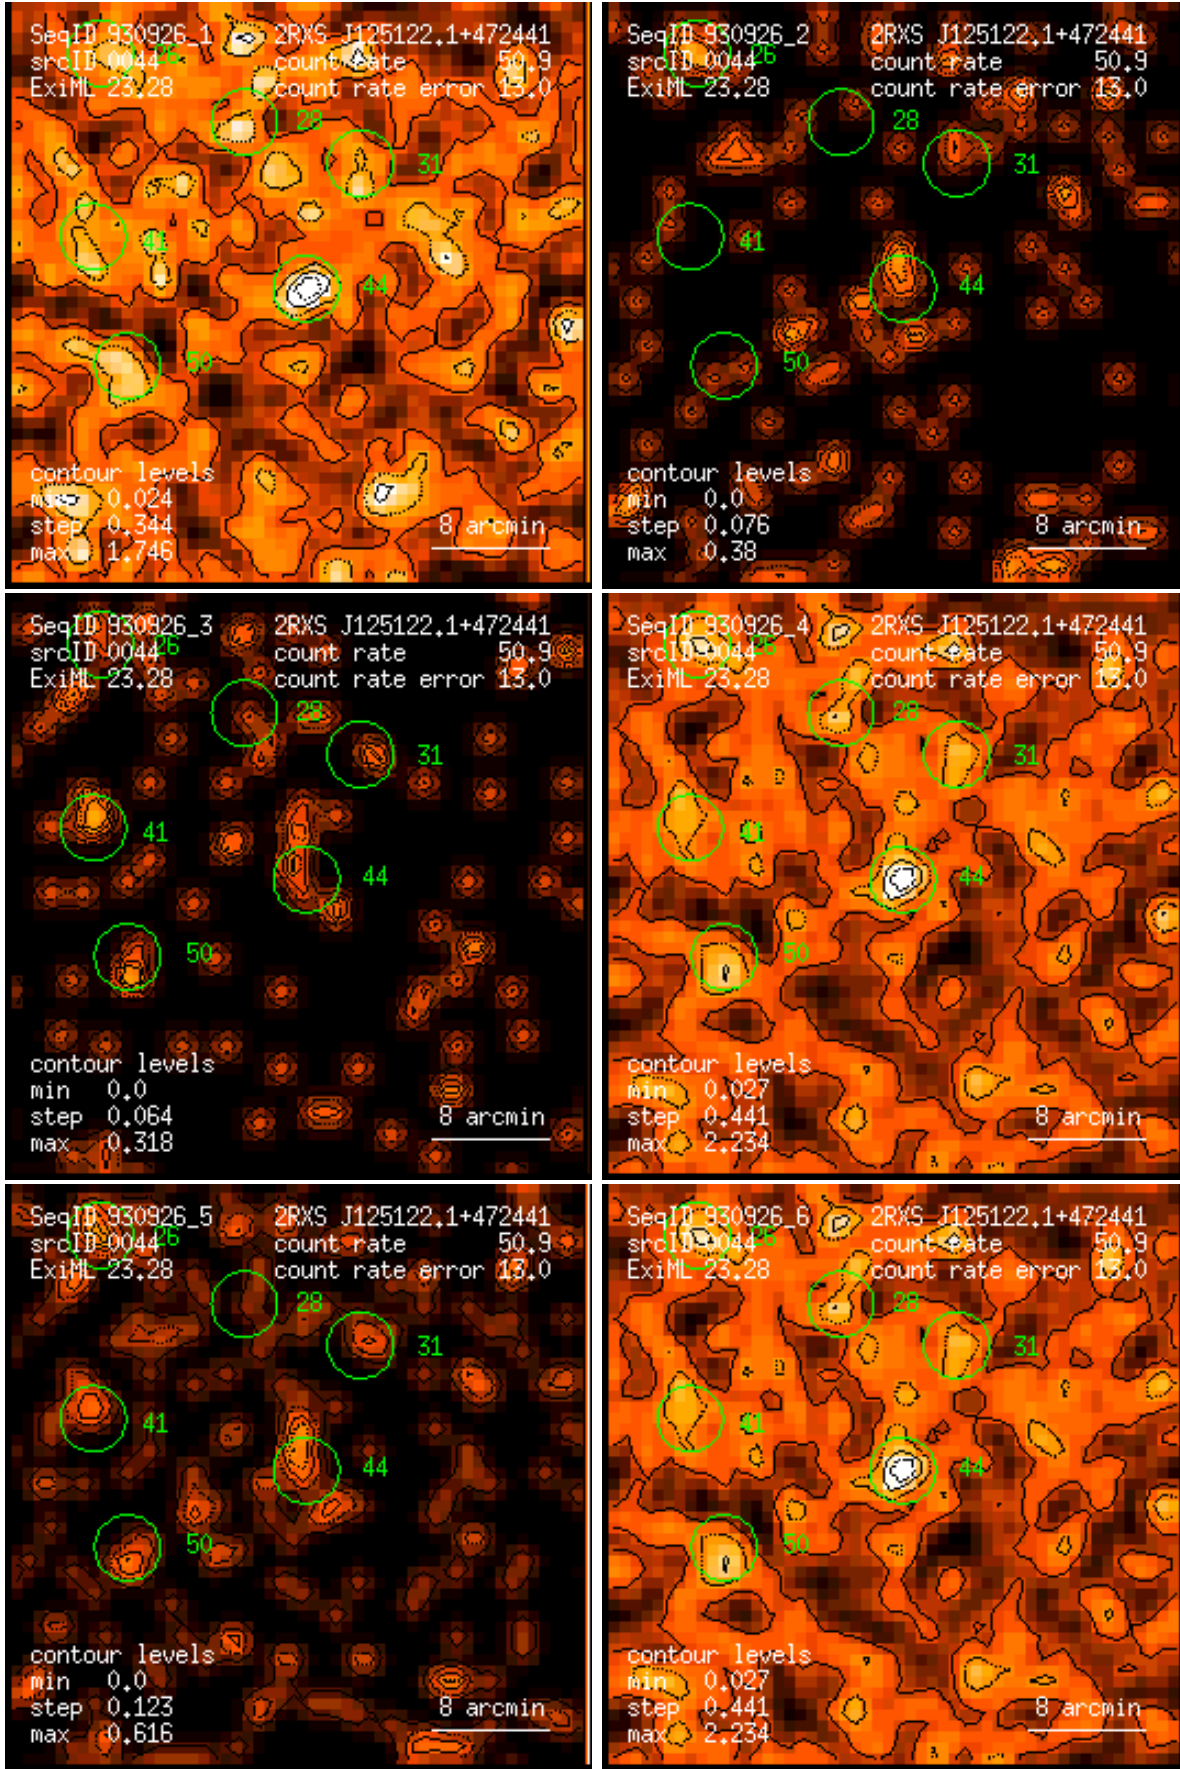 SeqID 930926_1 2RXS J125122.1+472441
srcID 0044 26 count rate 50.9
ExiML 23.28 count rate error 13.0
28
31
41
44
50
contour levels
min 0.024
step 0.344
max 1.746
8 arcmin
SeqID 930926_2 2RXS J125122.1+472441
srcID 0044 26 count rate 50.9
ExiML 23.28 count rate error 13.0
28
31
41
44
50
contour levels
min 0.0
step 0.076
max 0.38
8 arcmin
SeqID 930926_3 2RXS J125122.1+472441
srcID 0044 26 count rate 50.9
ExiML 23.28 count rate error 13.0
28
31
41
44
50
contour levels
min 0.0
step 0.064
max 0.318
8 arcmin
SeqID 930926_4 2RXS J125122.1+472441
srcID 0044 26 count rate 50.9
ExiML 23.28 count rate error 13.0
28
31
41
44
50
contour levels
min 0.027
step 0.441
max 2.234
8 arcmin
SeqID 930926_5 2RXS J125122.1+472441
srcID 0044 26 count rate 50.9
ExiML 23.28 count rate error 13.0
28
31
41
44
50
contour levels
min 0.0
step 0.123
max 0.616
8 arcmin
SeqID 930926_6 2RXS J125122.1+472441
srcID 0044 26 count rate 50.9
ExiML 23.28 count rate error 13.0
28
31
41
44
50
contour levels
min 0.027
step 0.441
max 2.234
8 arcmin